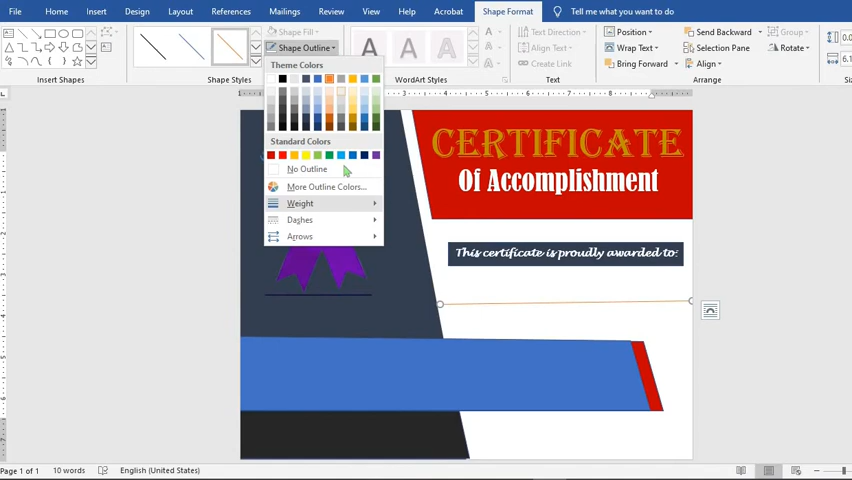 File Home Insert Draw Design Layout References Mailings Review View Help Acrobat Shape Format Tell me what you want to do
Shape Fill
Shape Outline
Text Direction
Align Text
Create Link
Position
Wrap Text
Bring Forward
Send Backward
Selection Pane
Align
Group
Rotate
Insert Shapes Shape Styles WordArt Styles Text Arrange
Theme Colors
Standard Colors
No Outline
More Outline Colors...
Weight
Dashes
Arrows
CERTIFICATE
Of Accomplishment
This certificate is proudly awarded to:
Page 1 of 1 10 words English (United States)